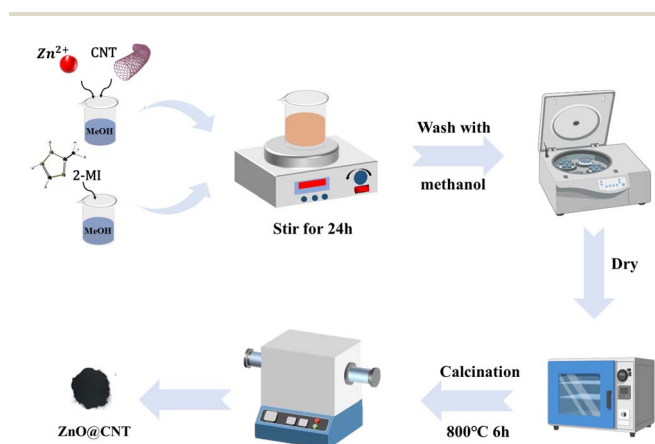 Zn²⁺
CNT
MeOH
2-MI
MeOH
Stir for 24h
Wash with
methanol
Dry
Calcination
800℃ 6h
ZnO@CNT